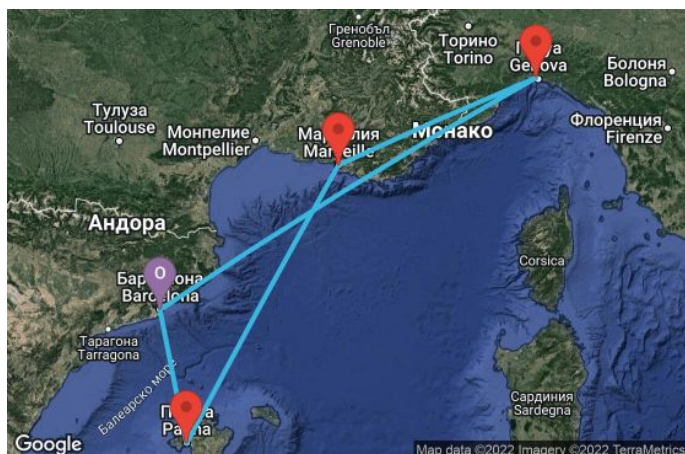 Гренобъл
Grenoble
Торино
Torino
Genova
Болоня
Bologna
Тулуза
Toulouse
Монпелие
Montpellier
Marseille
Монако
Флоренция
Firenze
Андора
Corsica
Barcelona
Тарагона
Tarragona
Балеарско море
Palma
Сардиния
Sardegna
Google
Map data ©2022 Imagery ©2022 TerraMetrics